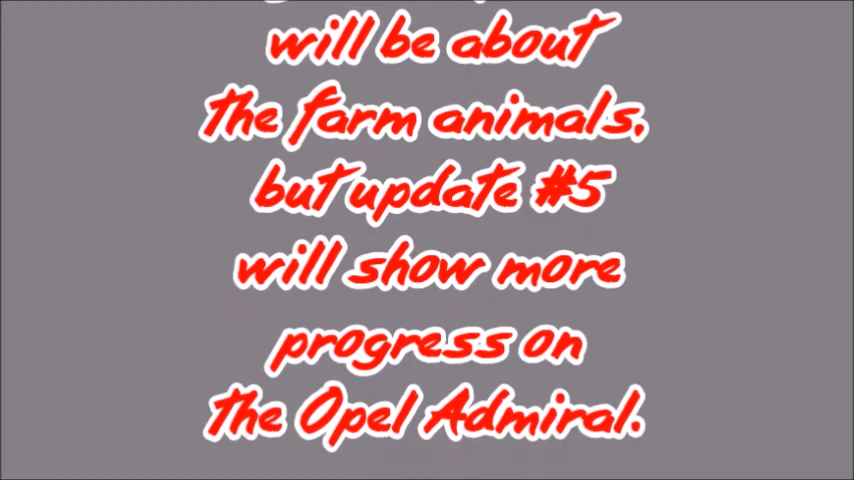 will be about
the farm animals,
but update #5
will show more
progress on
the Opel Admiral.